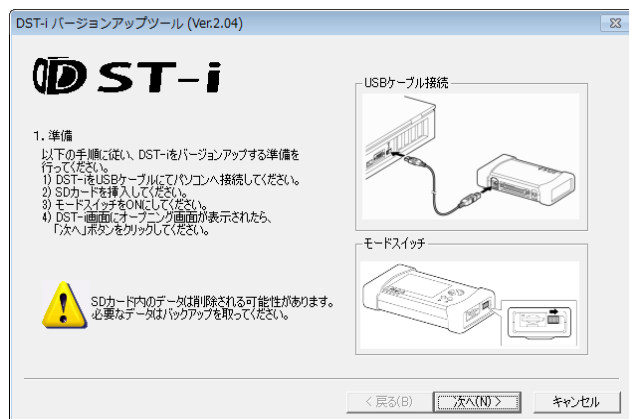 DST-i バージョンアップツール (Ver.2.04)
DST-i
1. 準備
以下の手順に従い、DST-iをバージョンアップする準備を
行ってください。
1) DST-iをUSBケーブルにてパソコンへ接続してください。
2) SDカードを挿入してください。
3) モードスイッチをONにしてください。
4) DST-i画面にオープニング画面が表示されたら、
「次へ」ボタンをクリックしてください。
SDカード内のデータは削除される可能性があります。
必要なデータはバックアップを取ってください。
USBケーブル接続
モードスイッチ
< 戻る(B)
次へ(N) >
キャンセル